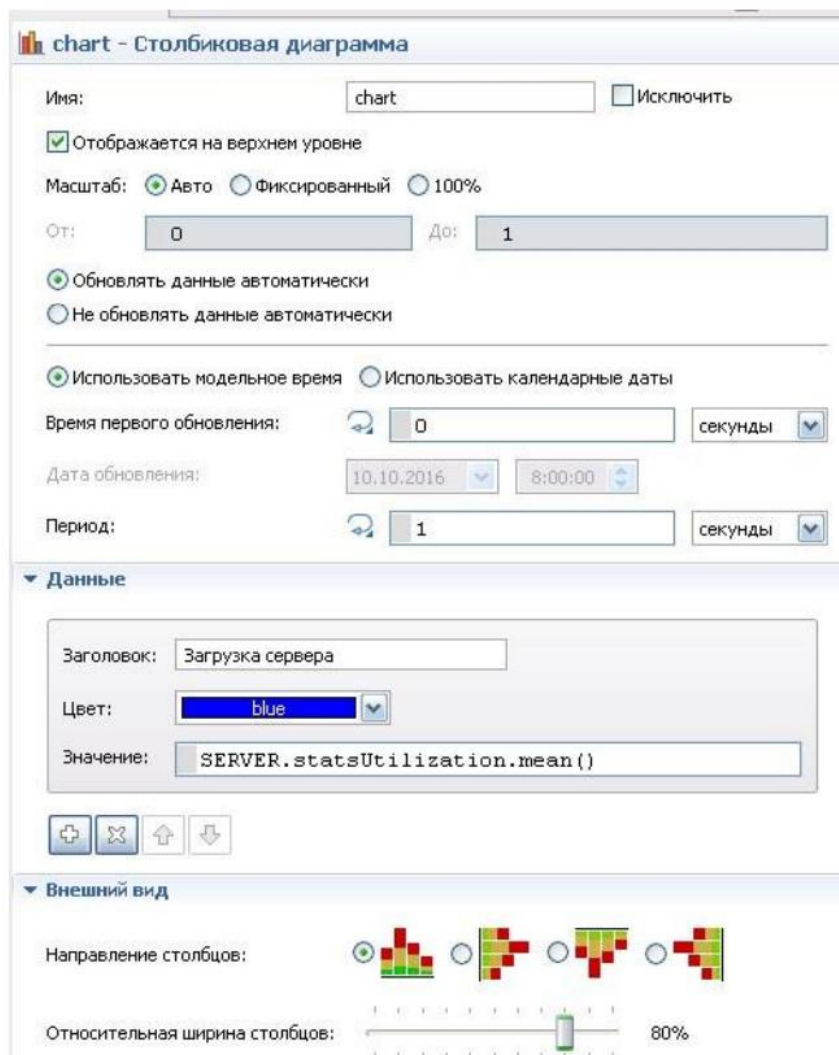 chart - Столбиковая диаграмма
Имя: chart Исключить
Отображается на верхнем уровне
Масштаб: Авто Фиксированный 100%
От: 0 До: 1
Обновлять данные автоматически
Не обновлять данные автоматически
Использовать модельное время Использовать календарные даты
Время первого обновления: 0 секунды
Дата обновления: 10.10.2016 8:00:00
Период: 1 секунды
Данные
Заголовок: Загрузка сервера
Цвет: blue
Значение: SERVER.statsUtilization.mean()
Внешний вид
Направление столбцов:
Относительная ширина столбцов: 80%